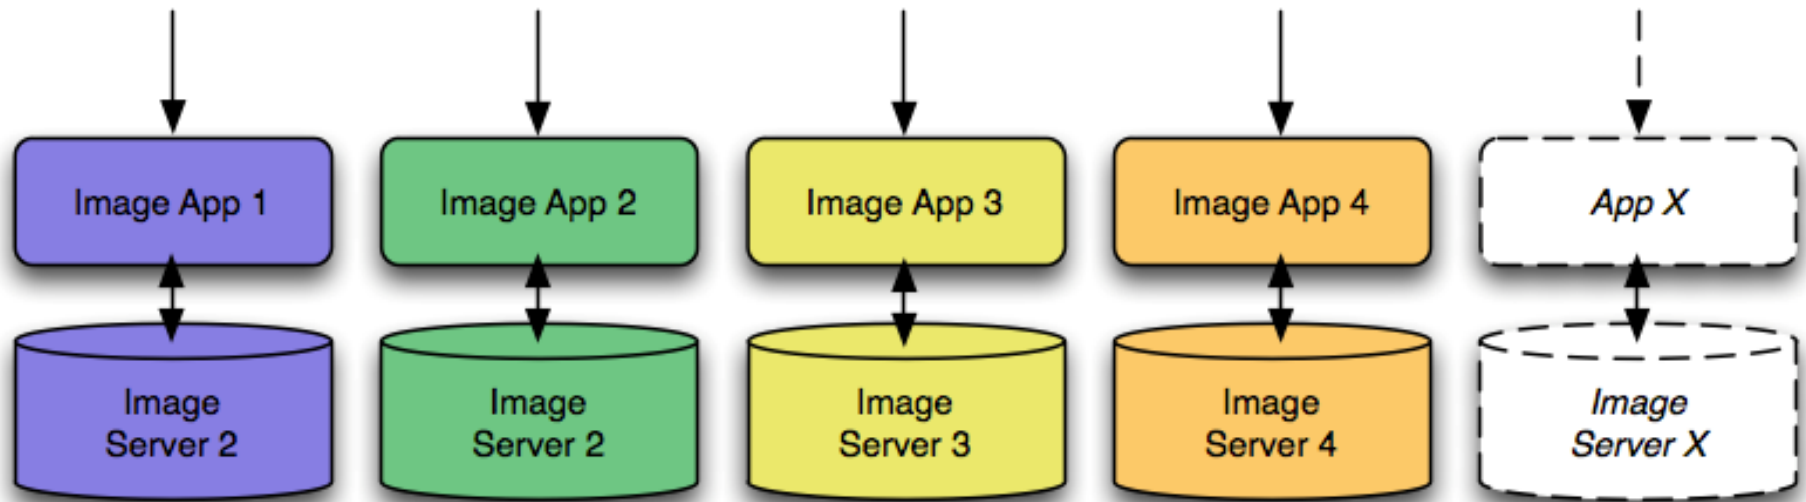 Image App 1
Image App 2
Image App 3
Image App 4
App X
Image
Server 2
Image
Server 2
Image
Server 3
Image
Server 4
Image
Server X